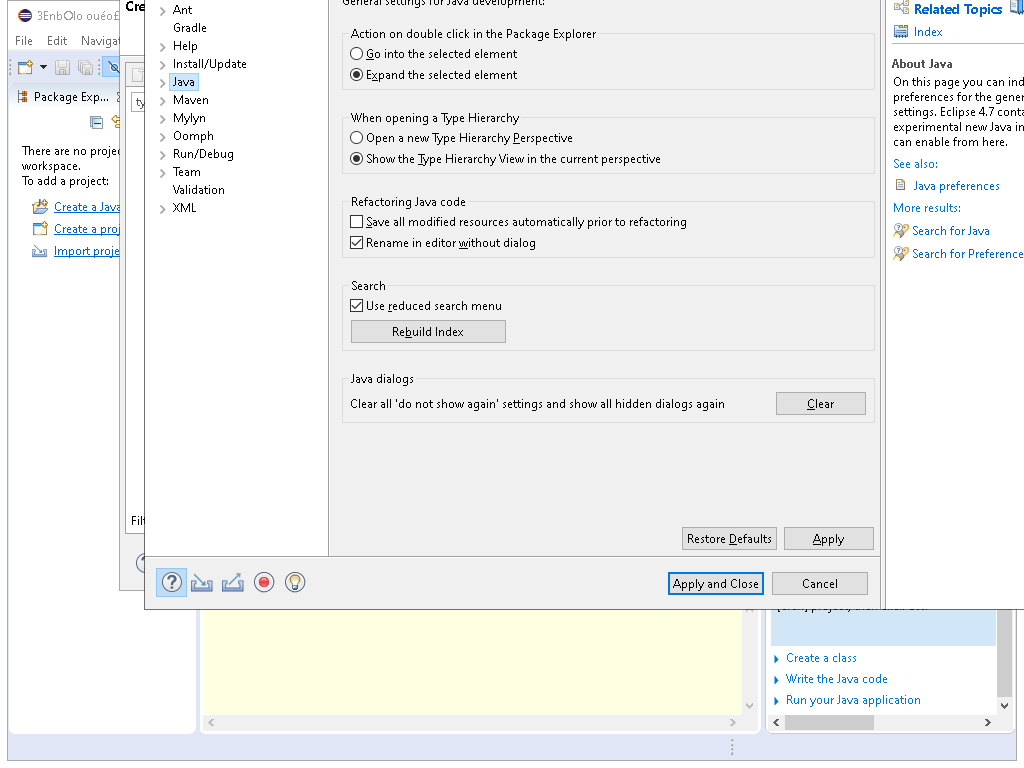 File Edit Navigat
Package Exp...
There are no proje
workspace.
To add a project:
Create a Java
Create a proj
Import proje
Cre
ty
Filt
Ant
Gradle
Help
Install/Update
Java
Maven
Mylyn
Oomph
Run/Debug
Team
Validation
XML
General settings for Java development:
Action on double click in the Package Explorer
Go into the selected element
Expand the selected element
When opening a Type Hierarchy
Open a new Type Hierarchy Perspective
Show the Type Hierarchy View in the current perspective
Refactoring Java code
Save all modified resources automatically prior to refactoring
Rename in editor without dialog
Search
Use reduced search menu
Rebuild Index
Java dialogs
Clear all 'do not show again' settings and show all hidden dialogs again
Clear
Restore Defaults
Apply
Apply and Close
Cancel
Related Topics
Index
About Java
On this page you can ind
preferences for the gener
settings. Eclipse 4.7 conta
experimental new Java in
can enable from here.
See also:
Java preferences
More results:
Search for Java
Search for Preference
Create a class
Write the Java code
Run your Java application